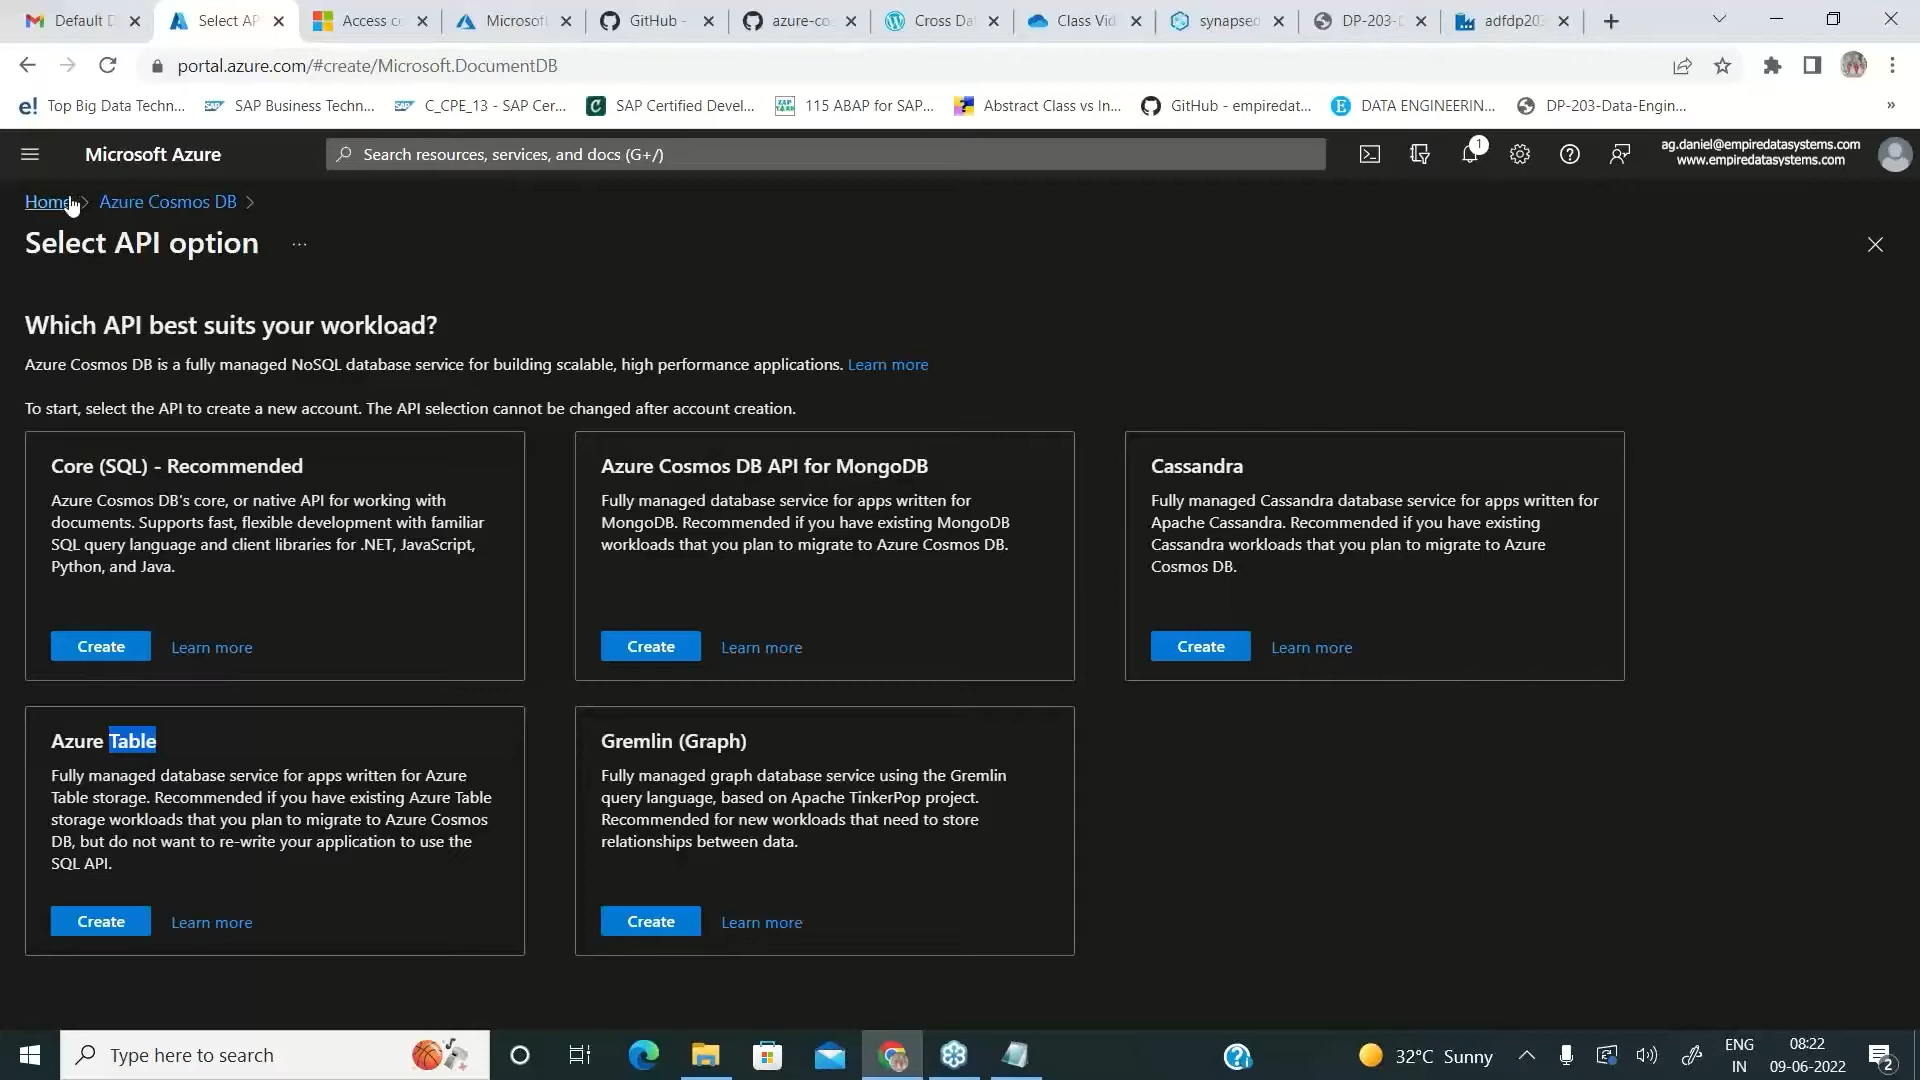 Default D
Select AP
Access co
Microsoft
GitHub -
azure-co
Cross Da
Class Vid
synapsed
DP-203-D
adfdp203
portal.azure.com/#create/Microsoft.DocumentDB
Top Big Data Techn...
SAP Business Techn...
C_CPE_13 - SAP Cer...
SAP Certified Devel...
115 ABAP for SAP...
Abstract Class vs In...
GitHub - empiredat...
DATA ENGINEERIN...
DP-203-Data-Engin...
»
Microsoft Azure
Search resources, services, and docs (G+/)
1
ag.daniel@empiredatasystems.com
www.empiredatasystems.com
Home > Azure Cosmos DB >
Select API option ...
Which API best suits your workload?
Azure Cosmos DB is a fully managed NoSQL database service for building scalable, high performance applications. Learn more
To start, select the API to create a new account. The API selection cannot be changed after account creation.
Core (SQL) - Recommended
Azure Cosmos DB's core, or native API for working with
documents. Supports fast, flexible development with familiar
SQL query language and client libraries for .NET, JavaScript,
Python, and Java.
Create
Learn more
Azure Cosmos DB API for MongoDB
Fully managed database service for apps written for
MongoDB. Recommended if you have existing MongoDB
workloads that you plan to migrate to Azure Cosmos DB.
Create
Learn more
Cassandra
Fully managed Cassandra database service for apps written for
Apache Cassandra. Recommended if you have existing
Cassandra workloads that you plan to migrate to Azure
Cosmos DB.
Create
Learn more
Azure Table
Fully managed database service for apps written for Azure
Table storage. Recommended if you have existing Azure Table
storage workloads that you plan to migrate to Azure Cosmos
DB, but do not want to re-write your application to use the
SQL API.
Create
Learn more
Gremlin (Graph)
Fully managed graph database service using the Gremlin
query language, based on Apache TinkerPop project.
Recommended for new workloads that need to store
relationships between data.
Create
Learn more
Type here to search
32°C Sunny
ENG
IN
08:22
09-06-2022
2